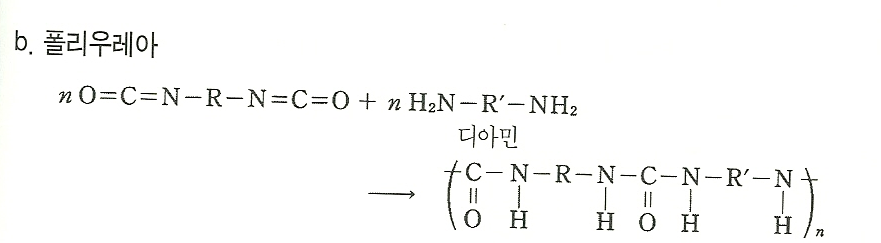 b. 폴리우레아
n O=C=N−R−N=C=O + n H₂N−R′−NH₂
디아민
⟶ (C−N−R−N−C−N−R′−N)n
O H H O H H